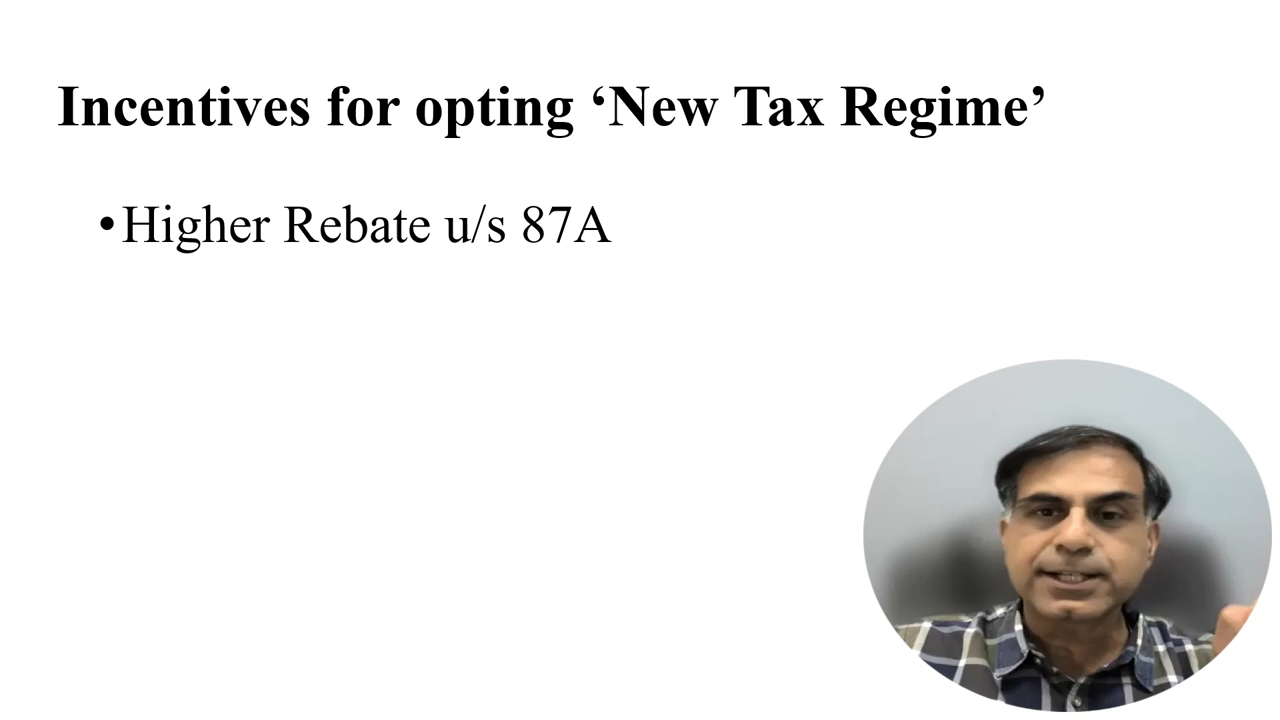 Incentives for opting ‘New Tax Regime’
•Higher Rebate u/s 87A